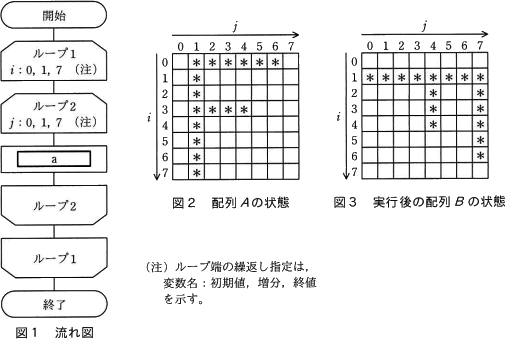 開始
ループ1
i：0, 1, 7 （注）
ループ2
j：0, 1, 7 （注）
a
ループ2
ループ1
終了
図1 流れ図
j
0 1 2 3 4 5 6 7
i
0 * * * * * *
1 *
2 *
3 * * * *
4 *
5 *
6 *
7 *
図2 配列Aの状態
j
0 1 2 3 4 5 6 7
i
0
1 * * * * * * * *
2 * *
3 * *
4 * *
5 *
6 *
7
図3 実行後の配列Bの状態
（注）ループ端の繰返し指定は，
変数名：初期値，増分，終値
を示す。